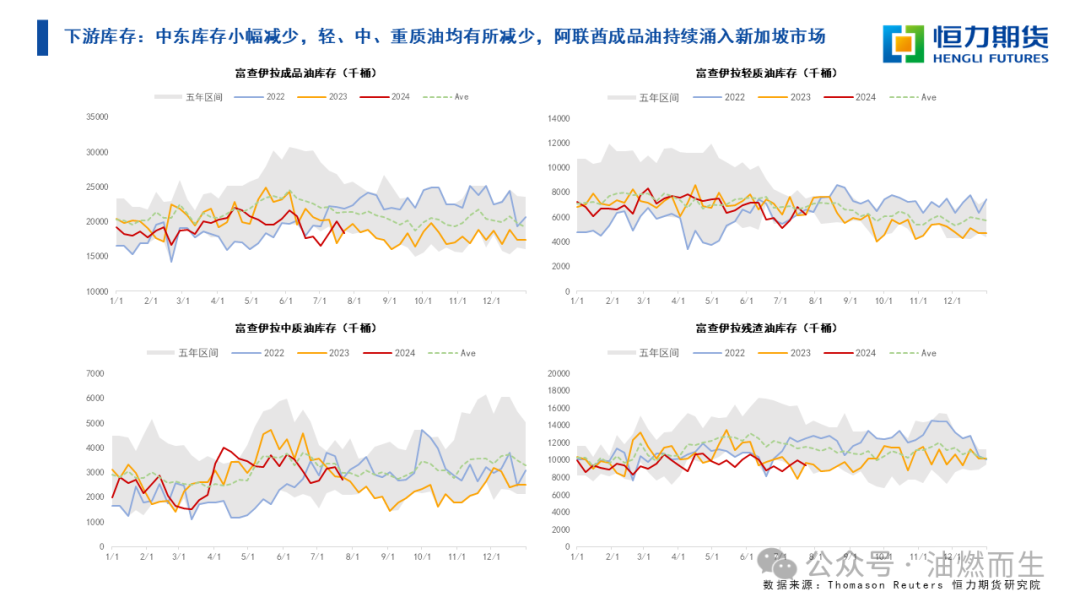 下游库存：中东库存小幅减少，轻、中、重质油均有所减少，阿联酋成品油持续涌入新加坡市场
恒力期货
HENGLI FUTURES
富查伊拉成品油库存（千桶）
五年区间 2022 2023 2024 Ave
35000
30000
25000
20000
15000
10000
1/1 2/1 3/1 4/1 5/1 6/1 7/1 8/1 9/1 10/1 11/1 12/1
富查伊拉轻质油库存（千桶）
五年区间 2022 2023 2024 Ave
14000
12000
10000
8000
6000
4000
2000
0
1/1 2/1 3/1 4/1 5/1 6/1 7/1 8/1 9/1 10/1 11/1 12/1
富查伊拉中质油库存（千桶）
五年区间 2022 2023 2024 Ave
7000
6000
5000
4000
3000
2000
1000
0
1/1 2/1 3/1 4/1 5/1 6/1 7/1 8/1 9/1 10/1 11/1 12/1
富查伊拉残渣油库存（千桶）
五年区间 2022 2023 2024 Ave
20000
18000
16000
14000
12000
10000
8000
6000
4000
2000
0
1/1 2/1 3/1 4/1 5/1 6/1 7/1 8/1 9/1 10/1 11/1 12/1
公众号·油燃而生
数据来源：Thomason Reuters 恒力期货研究院